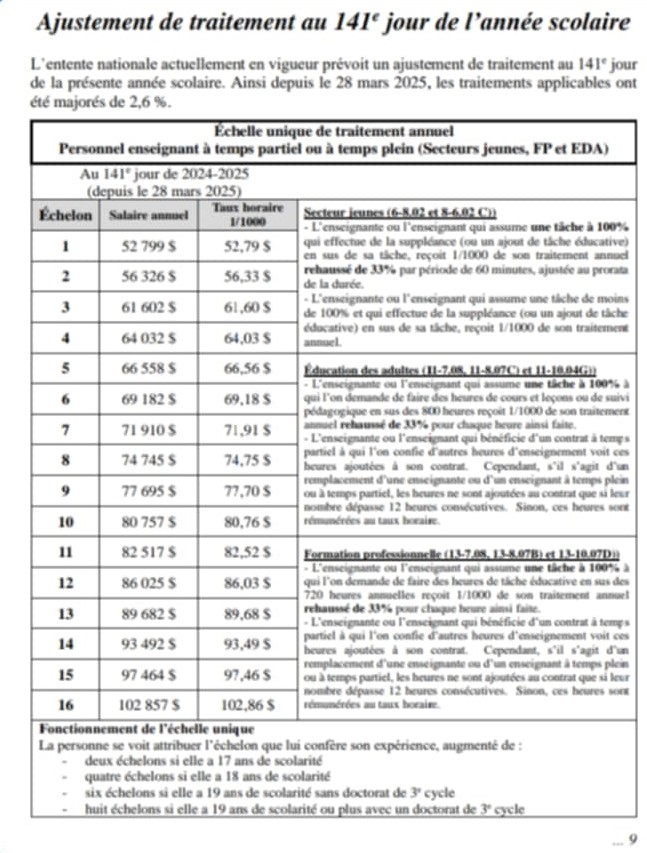 Ajustement de traitement au 141e jour de l'année scolaire
L'entente nationale actuellement en vigueur prévoit un ajustement de traitement au 141e jour
de la présente année scolaire. Ainsi depuis le 28 mars 2025, les traitements applicables ont
été majorés de 2,6 %.
Échelle unique de traitement annuel
Personnel enseignant à temps partiel ou à temps plein (Secteurs jeunes, FP et EDA)
Au 141e jour de 2024-2025
(depuis le 28 mars 2025)
Échelon Salaire annuel Taux horaire
1/1000
1 52 799 $ 52,79 $
2 56 326 $ 56,33 $
3 61 602 $ 61,60 $
4 64 032 $ 64,03 $
5 66 558 $ 66,56 $
6 69 182 $ 69,18 $
7 71 910 $ 71,91 $
8 74 745 $ 74,75 $
9 77 695 $ 77,70 $
10 80 757 $ 80,76 $
11 82 517 $ 82,52 $
12 86 025 $ 86,03 $
13 89 682 $ 89,68 $
14 93 492 $ 93,49 $
15 97 464 $ 97,46 $
16 102 857 $ 102,86 $
Secteur jeunes (6-8.02 et 8-6.02 C))
- L'enseignante ou l'enseignant qui assume une tâche à 100%
qui effectue de la suppléance (ou un ajout de tâche éducative)
en sus de sa tâche, reçoit 1/1000 de son traitement annuel
rehaussé de 33% par période de 60 minutes, ajustée au prorata
de la durée.
- L'enseignante ou l'enseignant qui assume une tâche de moins
de 100% et qui effectue de la suppléance (ou un ajout de tâche
éducative) en sus de sa tâche, reçoit 1/1000 de son traitement
annuel.
Éducation des adultes (11-7.08, 11-8.07C) et 11-10.04G))
- L'enseignante ou l'enseignant qui assume une tâche à 100% à
qui l'on demande de faire des heures de cours et leçons ou de suivi
pédagogique en sus des 800 heures reçoit 1/1000 de son traitement
annuel rehaussé de 33% pour chaque heure ainsi faite.
- L'enseignante ou l'enseignant qui bénéficie d'un contrat à temps
partiel à qui l'on confie d'autres heures d'enseignement voit ces
heures ajoutées à son contrat. Cependant, s'il s'agit d'un
remplacement d'une enseignante ou d'un enseignant à temps plein
ou à temps partiel, les heures ne sont ajoutées au contrat que si leur
nombre dépasse 12 heures consécutives. Sinon, ces heures sont
rémunérées au taux horaire.
Formation professionnelle (13-7.08, 13-8.07B) et 13-10.07D))
- L'enseignante ou l'enseignant qui assume une tâche à 100% à
qui l'on demande de faire des heures de tâche éducative en sus des
720 heures annuelles reçoit 1/1000 de son traitement annuel
rehaussé de 33% pour chaque heure ainsi faite.
- L'enseignante ou l'enseignant qui bénéficie d'un contrat à temps
partiel à qui l'on confie d'autres heures d'enseignement voit ces
heures ajoutées à son contrat. Cependant, s'il s'agit d'un
remplacement d'une enseignante ou d'un enseignant à temps plein
ou à temps partiel, les heures ne sont ajoutées au contrat que si leur
nombre dépasse 12 heures consécutives. Sinon, ces heures sont
rémunérées au taux horaire.
Fonctionnement de l'échelle unique
La personne se voit attribuer l'échelon que lui confère son expérience, augmenté de :
- deux échelons si elle a 17 ans de scolarité
- quatre échelons si elle a 18 ans de scolarité
- six échelons si elle a 19 ans de scolarité sans doctorat de 3e cycle
- huit échelons si elle a 19 ans de scolarité ou plus avec un doctorat de 3e cycle
... 9